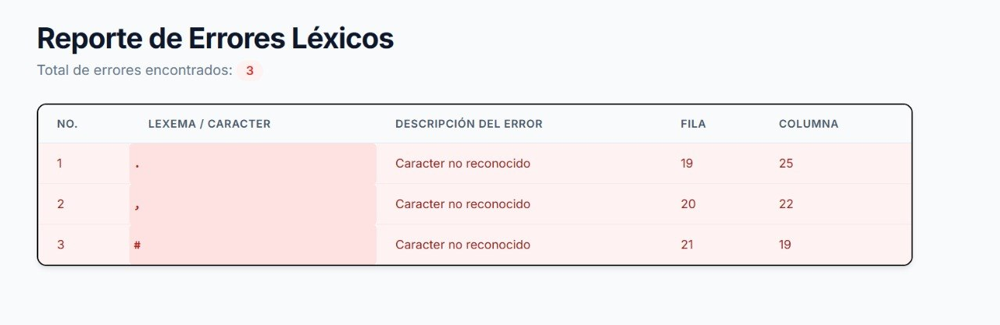 Reporte de Errores Léxicos
Total de errores encontrados: 3
NO. LEXEMA / CARACTER DESCRIPCIÓN DEL ERROR FILA COLUMNA
1 . Caracter no reconocido 19 25
2 , Caracter no reconocido 20 22
3 # Caracter no reconocido 21 19